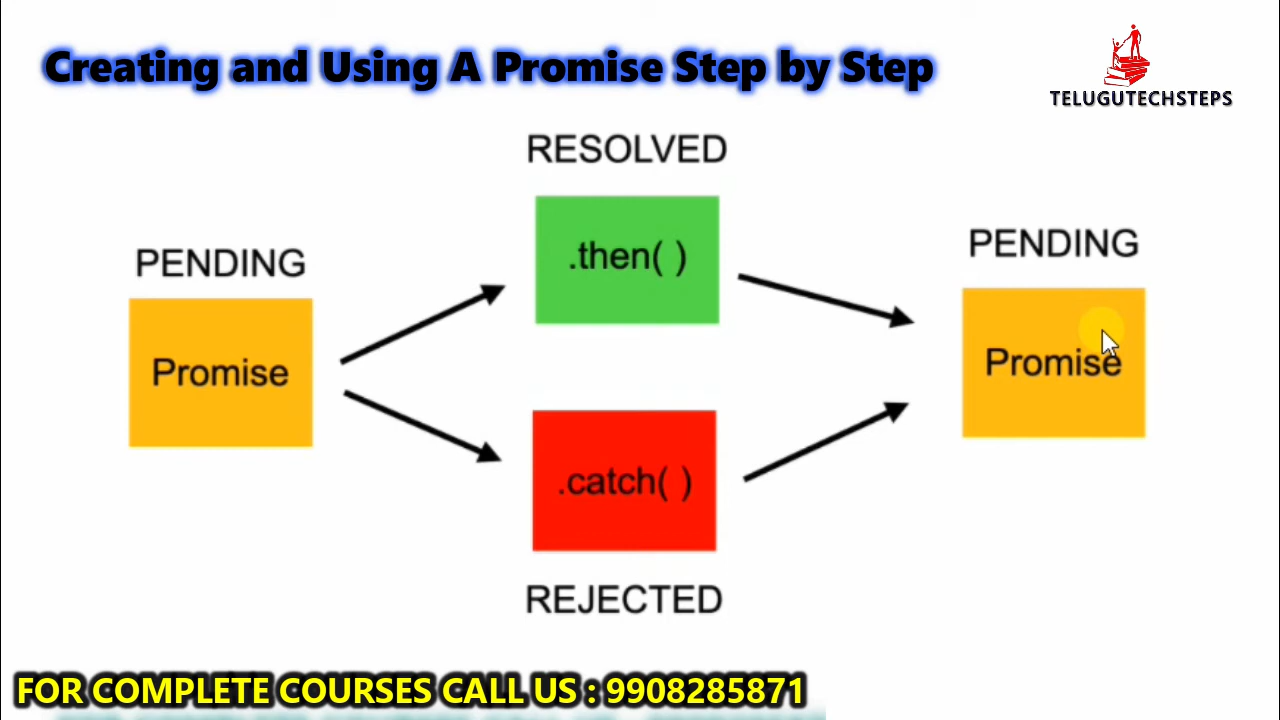 Creating and Using A Promise Step by Step
TELUGUTECHSTEPS
RESOLVED
.then( )
PENDING
Promise
PENDING
Promise
.catch( )
REJECTED
FOR COMPLETE COURSES CALL US : 9908285871